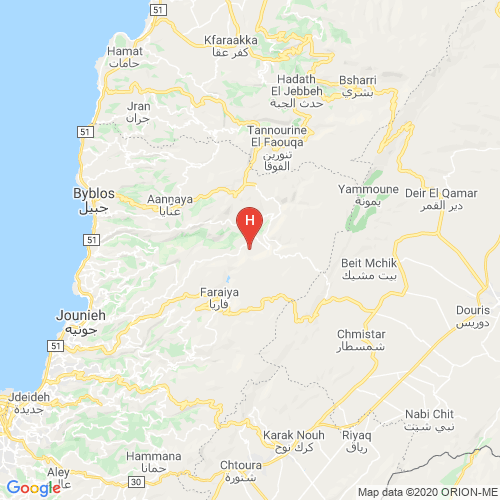 51
Kfaraakka
كفر عقا
Hamat
حامات
Hadath
El Jebbeh
حدث الجبة
Bsharri
بشري
51
Jran
جران
51
Tannourine
El Faouqa
تنورين
الفوقا
Byblos
جبيل
Aannaya
عنايا
Yammoune
يمونة
Deir El Qamar
دير القمر
H
51
Beit Mchik
بيت مشيك
Faraiya
فاريا
Jounieh
جونيه
Douris
دوريس
Chmistar
شمسطار
51
Jdeideh
جديدة
Nabi Chit
نبي شيت
Karak Nouh
كرك نوح
Riyaq
رياق
Hammana
حمانا
Chtoura
شتورة
Aley
عاليه
Google
Map data ©2020 ORION-ME